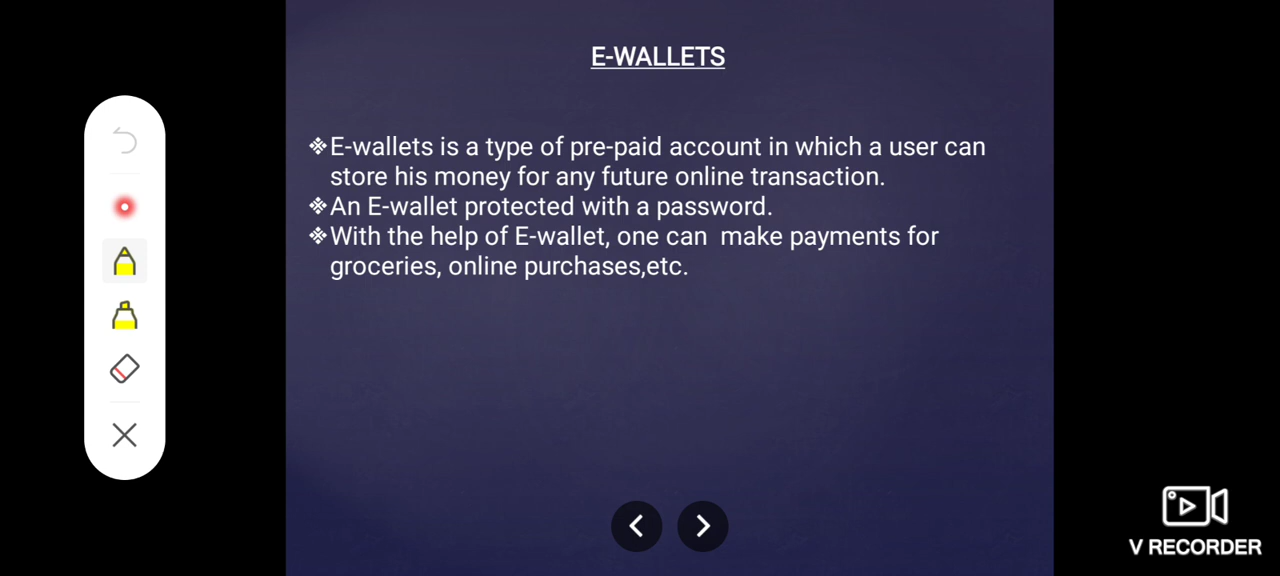 E-WALLETS
❖E-wallets is a type of pre-paid account in which a user can
store his money for any future online transaction.
❖An E-wallet protected with a password.
❖With the help of E-wallet, one can  make payments for
groceries, online purchases,etc.
V RECORDER